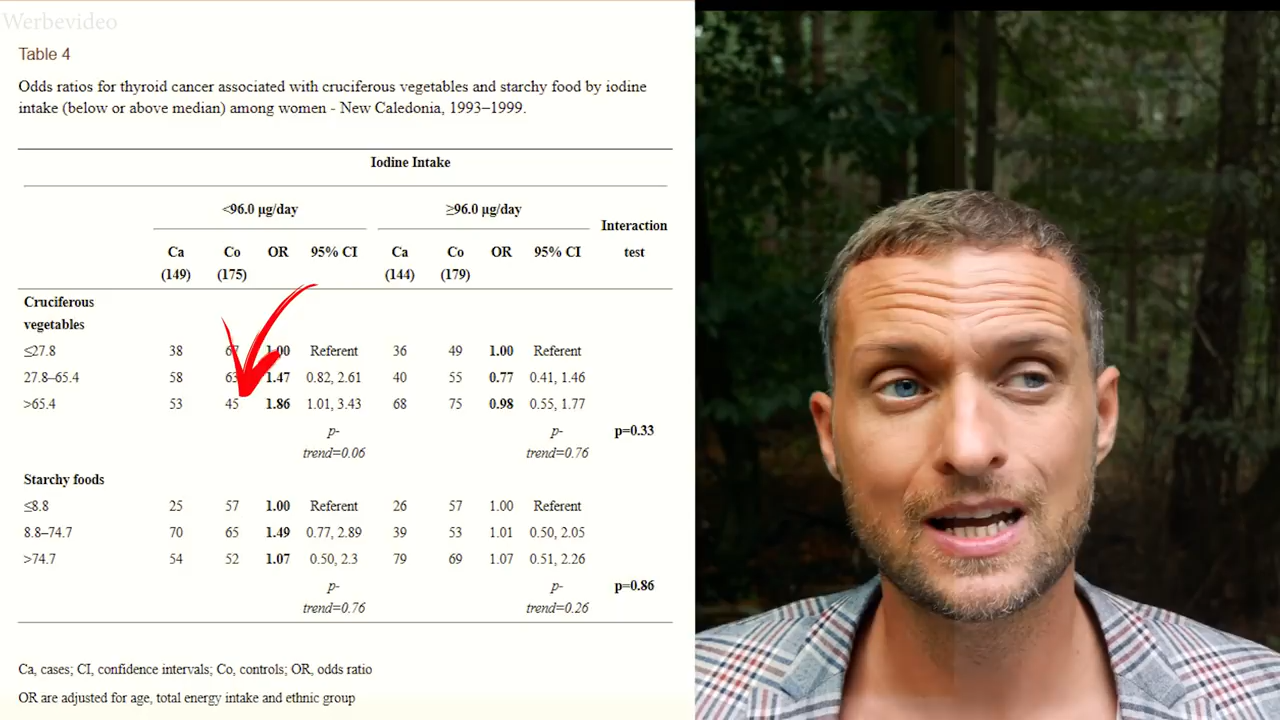 Werbevideo
Table 4
Odds ratios for thyroid cancer associated with cruciferous vegetables and starchy food by iodine
intake (below or above median) among women - New Caledonia, 1993–1999.
Iodine Intake
<96.0 μg/day ≥96.0 μg/day
Interaction
Ca Co OR 95% CI Ca Co OR 95% CI test
(149) (175) (144) (179)
Cruciferous
vegetables
≤27.8 38 1.00 Referent 36 49 1.00 Referent
27.8–65.4 58 63 1.47 0.82, 2.61 40 55 0.77 0.41, 1.46
>65.4 53 45 1.86 1.01, 3.43 68 75 0.98 0.55, 1.77
p- p- p=0.33
trend=0.06 trend=0.76
Starchy foods
≤8.8 25 57 1.00 Referent 26 57 1.00 Referent
8.8–74.7 70 65 1.49 0.77, 2.89 39 53 1.01 0.50, 2.05
>74.7 54 52 1.07 0.50, 2.3 79 69 1.07 0.51, 2.26
p- p- p=0.86
trend=0.76 trend=0.26
Ca, cases; CI, confidence intervals; Co, controls; OR, odds ratio
OR are adjusted for age, total energy intake and ethnic group